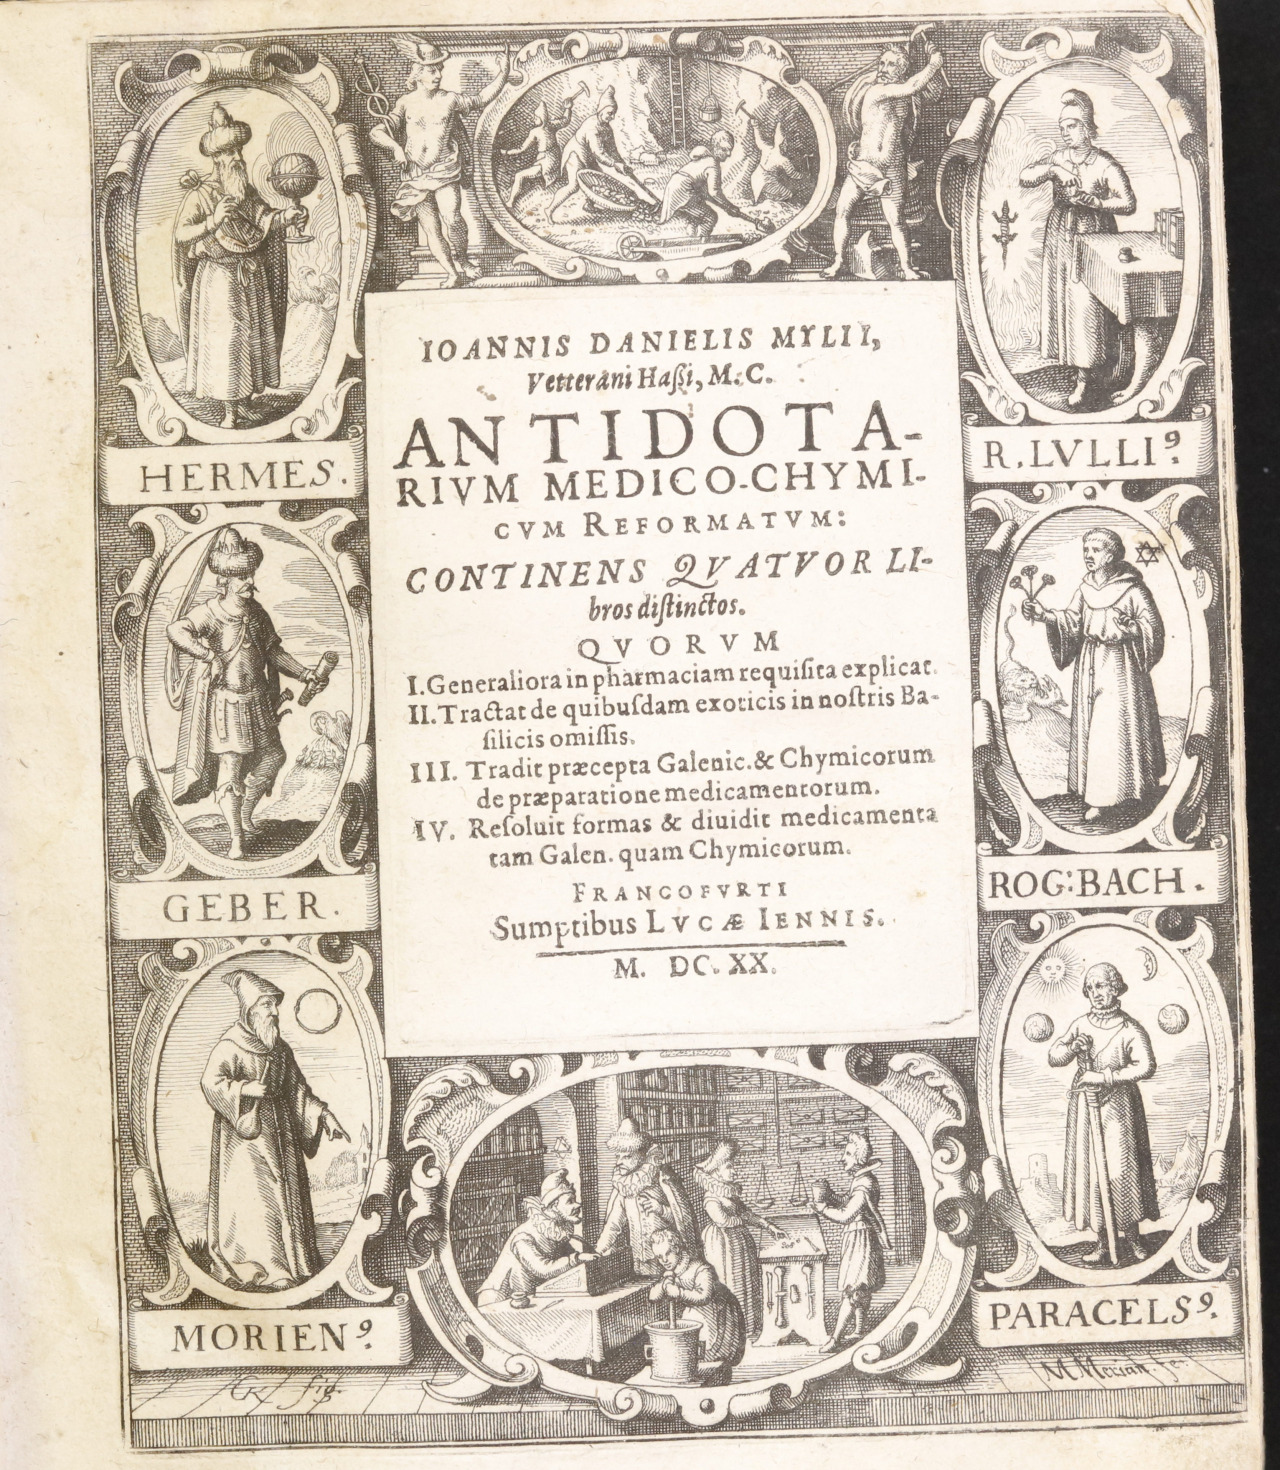 IOANNIS DANIELIS MYLII,
Vetterani Haſſi, M. C.
ANTIDOTA-
RIVM MEDICO-CHYMI-
CVM REFORMATVM:
CONTINENS QVATVOR LI-
bros diſtinctos.
QVORVM
I. Generaliora in pharmaciam requiſita explicat.
II. Tractat de quibuſdam exoticis in noſtris Ba-
ſilicis omiſſis.
III. Tradit præcepta Galenic. & Chymicorum
de præparatione medicamentorum.
IV. Reſoluit formas & diuidit medicamenta
tam Galen. quam Chymicorum.
FRANCOFVRTI
Sumptibus LVCÆ IENNIS.
M. DC. XX.
HERMES.
GEBER.
MORIENꝰ.
R. LVLLIꝰ.
ROG: BACH.
PARACELSꝰ.
M Merian. fe.